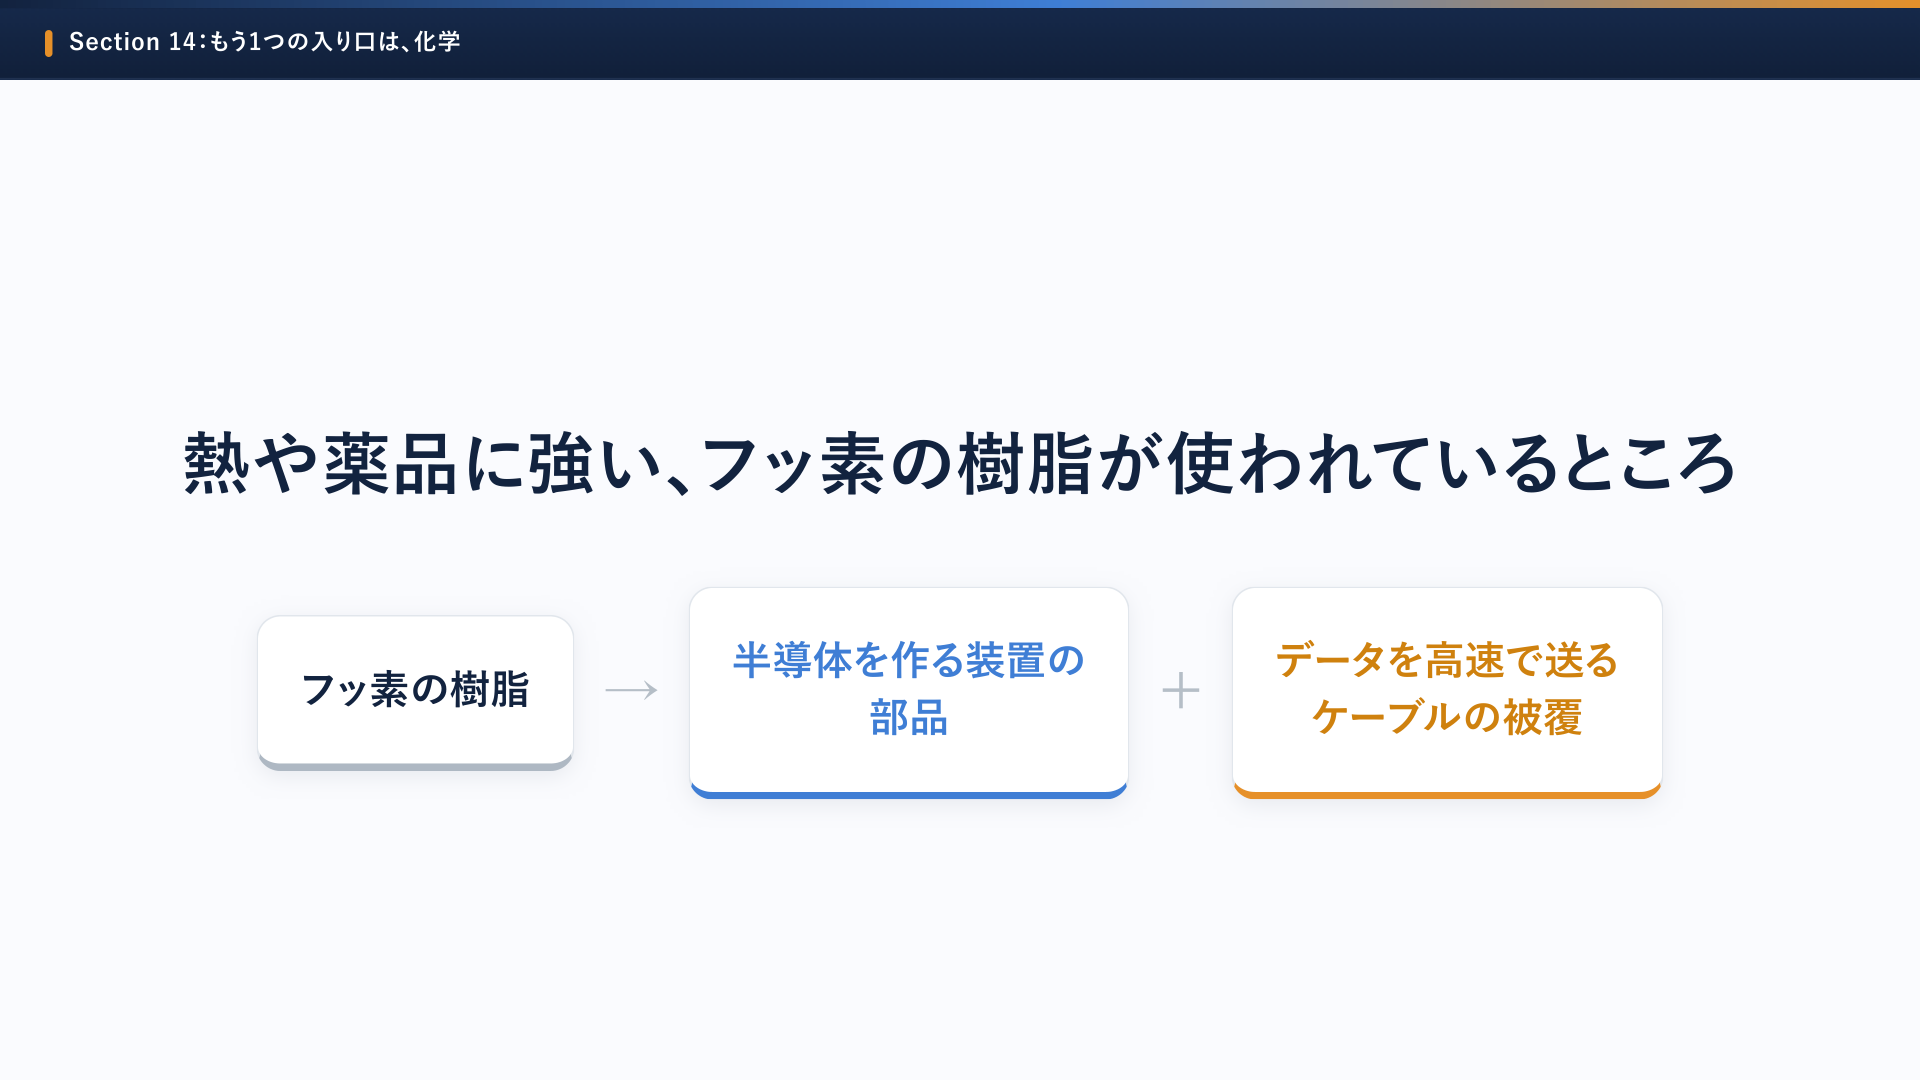 Section 14：もう1つの入り口は、化学
熱や薬品に強い、フッ素の樹脂が使われているところ
フッ素の樹脂
→
半導体を作る装置の
部品
＋
データを高速で送る
ケーブルの被覆